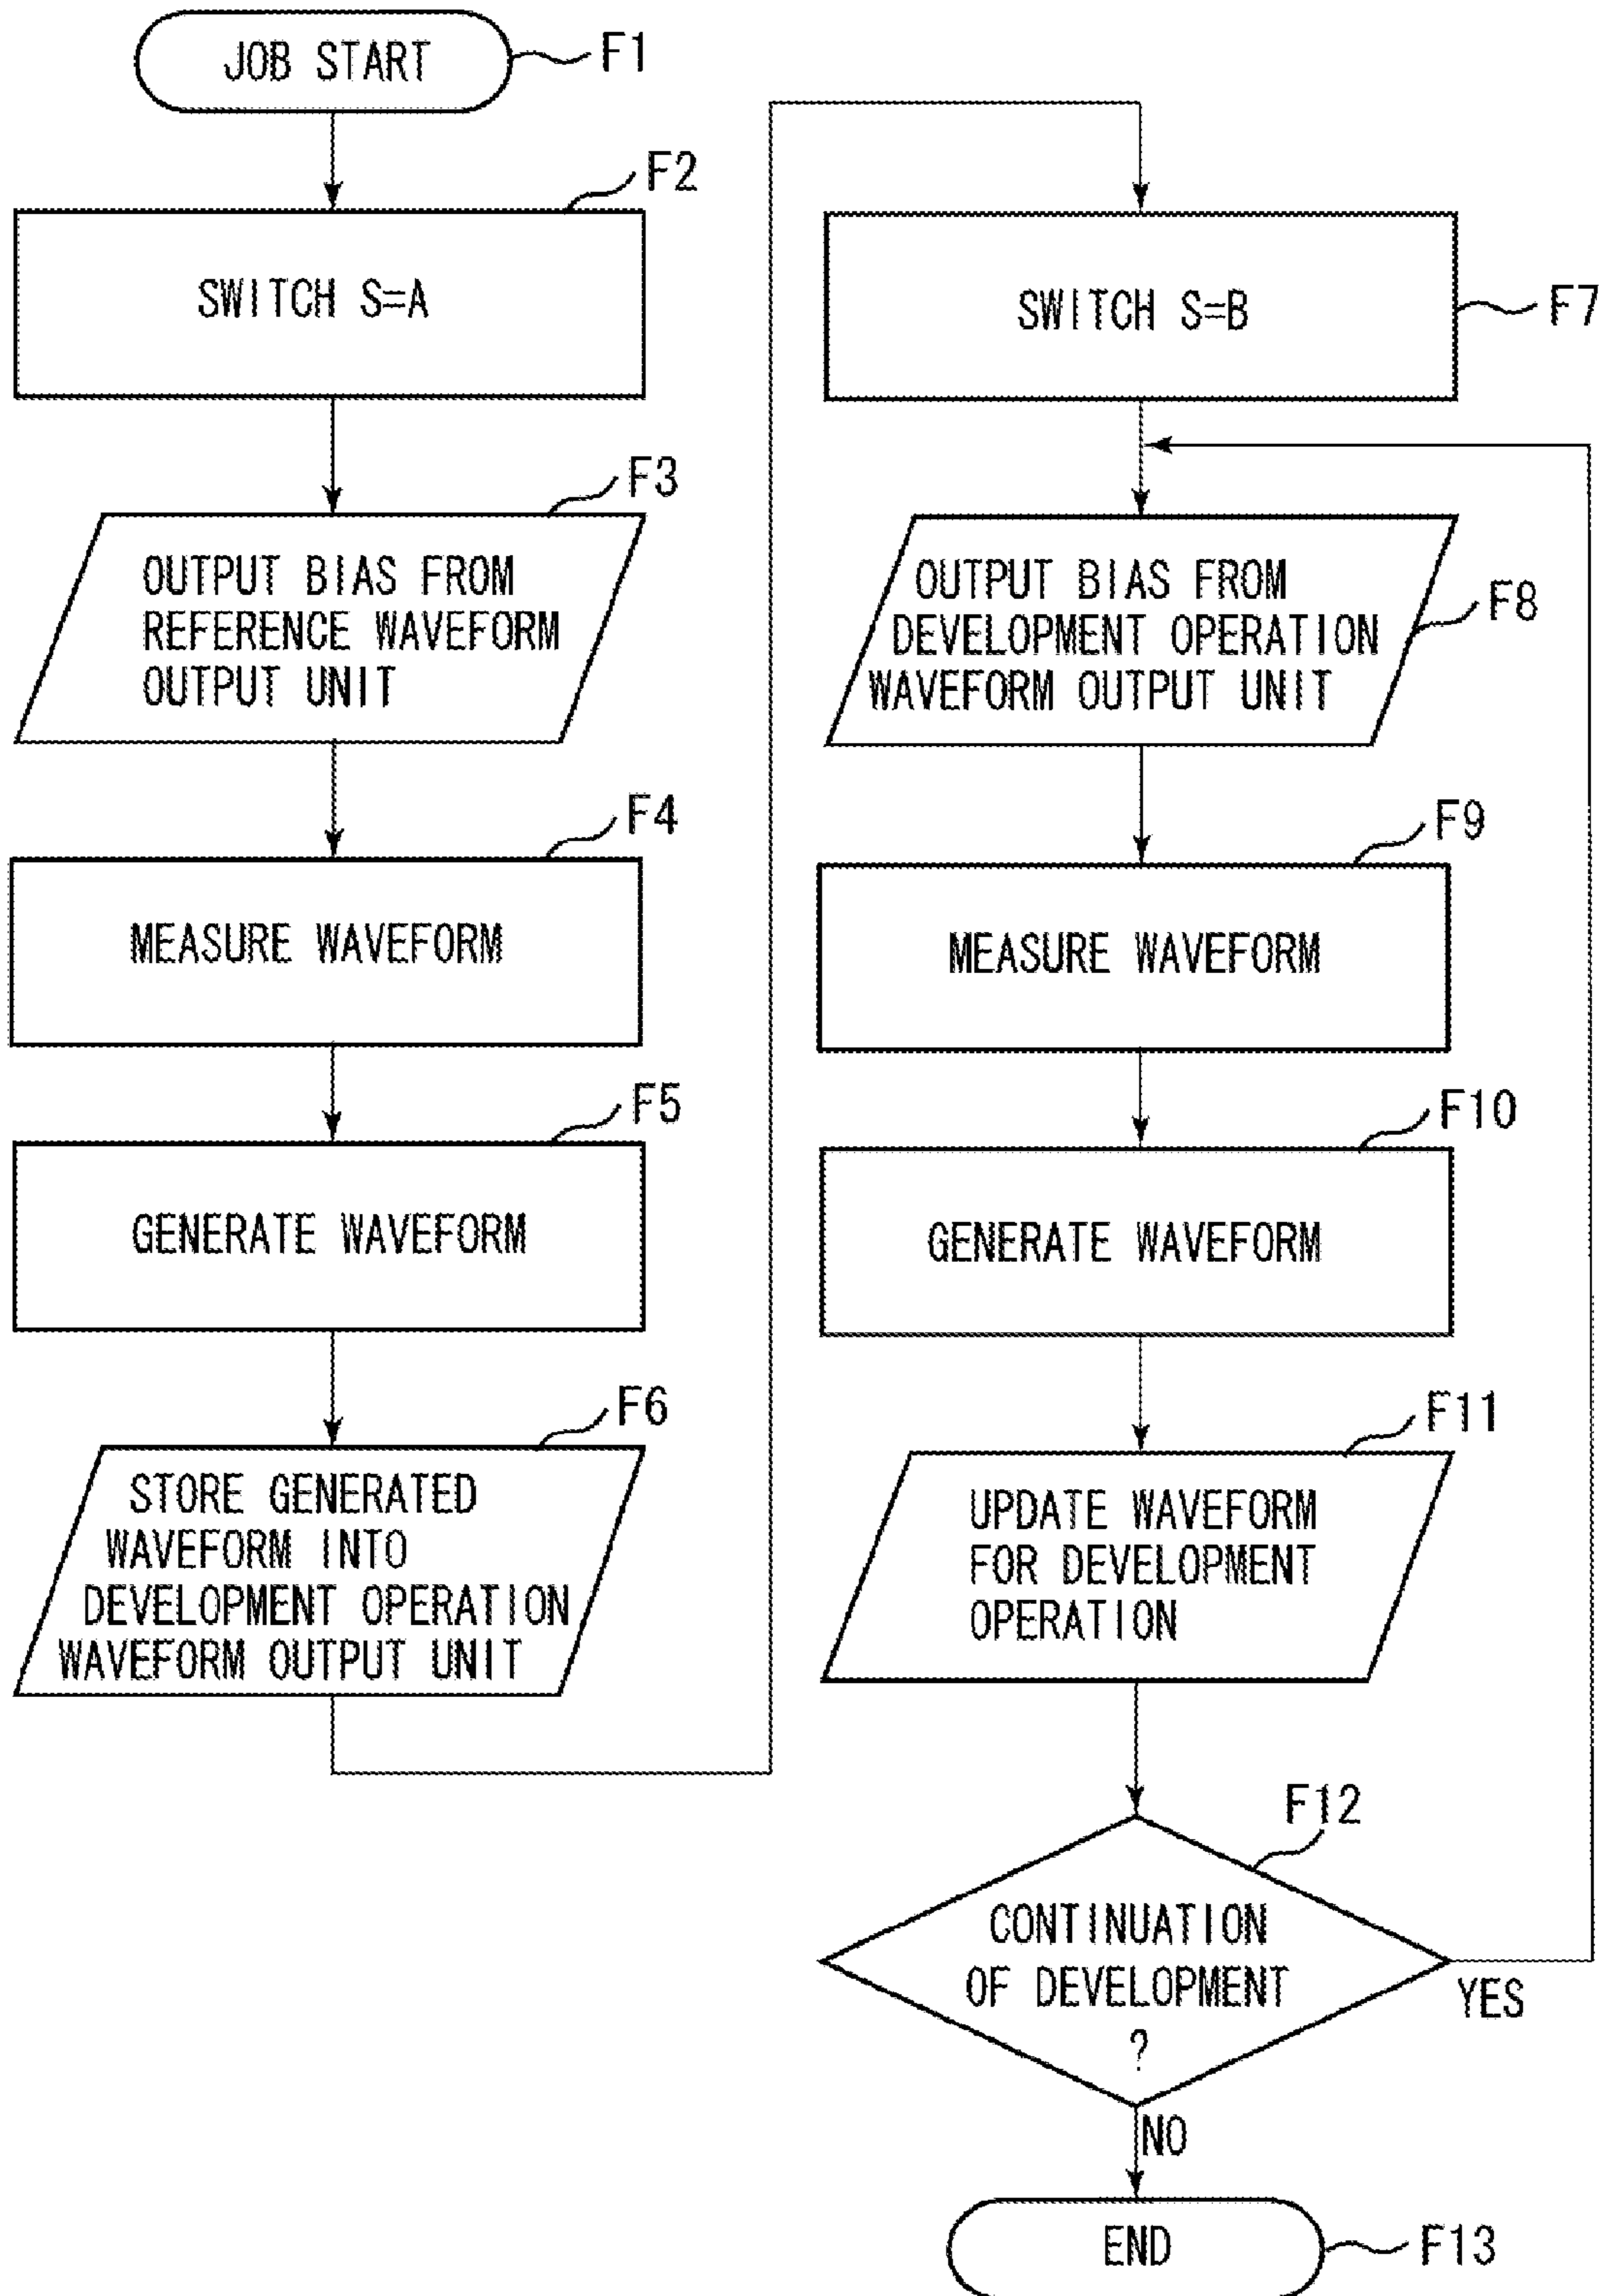 JOB START
F1
F2
SWITCH S=A
F3
OUTPUT BIAS FROM
REFERENCE WAVEFORM
OUTPUT UNIT
F4
MEASURE WAVEFORM
F5
GENERATE WAVEFORM
F6
STORE GENERATED
WAVEFORM INTO
DEVELOPMENT OPERATION
WAVEFORM OUTPUT UNIT
SWITCH S=B
F7
OUTPUT BIAS FROM
DEVELOPMENT OPERATION
WAVEFORM OUTPUT UNIT
F8
F9
MEASURE WAVEFORM
F10
GENERATE WAVEFORM
F11
UPDATE WAVEFORM
FOR DEVELOPMENT
OPERATION
F12
CONTINUATION
OF DEVELOPMENT
?
YES
NO
END
F13